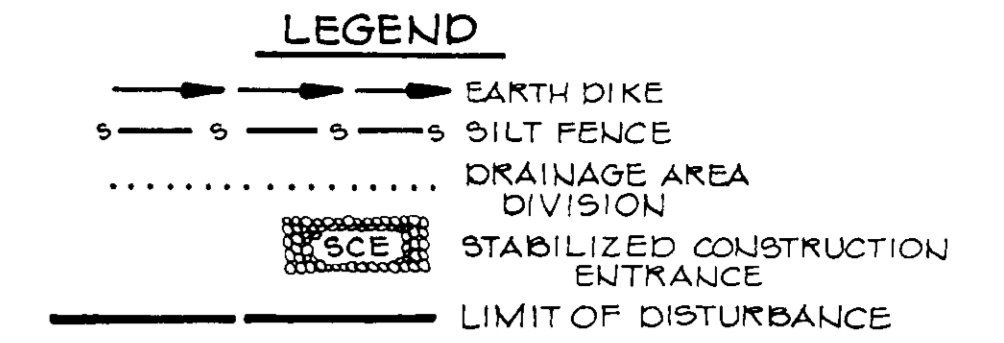 LEGEND
EARTH DIKE
S S S S SILT FENCE
DRAINAGE AREA
DIVISION
SCE STABILIZED CONSTRUCTION
ENTRANCE
LIMIT OF DISTURBANCE